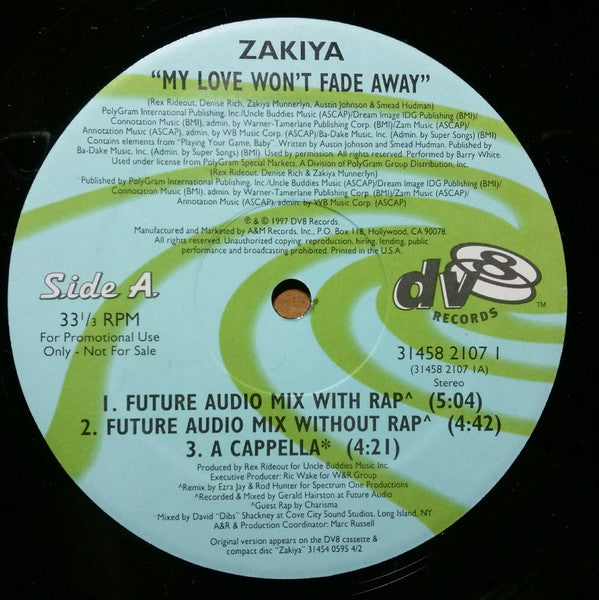 ZAKIYA
"MY LOVE WON'T FADE AWAY"
(Rex Rideout, Denise Rich, Zakiya Munnerlyn, Austin Johnson & Smead Hudman)
PolyGram International Publishing, Inc./Uncle Buddies Music (ASCAP)/Dream Image IDG Publishing (BMI)/
Connotation Music (BMI), admin. by Warner-Tamerlane Publishing Corp. (BMI)/Zam Music (ASCAP)/
Annotation Music (ASCAP), admin. by WB Music Corp. (ASCAP)/Ba-Dake Music, Inc. (Admin. by Super Songs) (BMI)
Contains elements from "Playing Your Game, Baby". Written by Austin Johnson and Smead Hudman. Published by
Ba-Dake Music, Inc. (Admin. by Super Songs) (BMI). Used by permission. All rights reserved. Performed by Barry White.
Used under license from PolyGram Special Markets, A Division of PolyGram Group Distribution, Inc.
(Rex Rideout, Denise Rich & Zakiya Munnerlyn)
Published by PolyGram International Publishing, Inc./Uncle Buddies Music (ASCAP)/Dream Image IDG Publishing (BMI)/
Connotation Music (BMI), admin. by Warner-Tamerlane Publishing Corp. (BMI)/Zam Music (ASCAP)/
Annotation Music (ASCAP), admin. by WB Music Corp. (ASCAP)
℗ & © 1997 DV8 Records.
Manufactured and Marketed by A&M Records, Inc., P.O. Box 118, Hollywood, CA 90078.
All rights reserved. Unauthorized copying, reproduction, hiring, lending, public
performance and broadcasting prohibited. Printed in the U.S.A.
Side A.
33 1/3 RPM
For Promotional Use
Only - Not For Sale
dv8
RECORDS
TM
31458 2107 1
(31458 2107 1A)
Stereo
1. FUTURE AUDIO MIX WITH RAP^ (5:04)
2. FUTURE AUDIO MIX WITHOUT RAP^ (4:42)
3. A CAPPELLA* (4:21)
Produced by Rex Rideout for Uncle Buddies Music Inc.
Executive Producer: Ric Wake for W&R Group
^Remix by Ezra Jay & Rod Hunter for Spectrum One Productions
^Recorded & Mixed by Gerald Hairston at Future Audio
^Guest Rap by Charisma
*Mixed by David "Dibs" Shackney at Cove City Sound Studios, Long Island, NY
A&R & Production Coordinator: Marc Russell
Original version appears on the DV8 cassette &
compact disc "Zakiya" 31454 0595 4/2